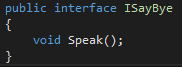 public interface ISayBye
{
    void Speak();
}